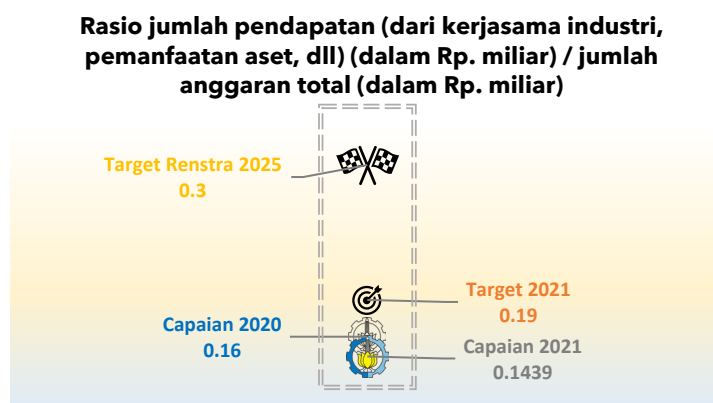 Rasio jumlah pendapatan (dari kerjasama industri,
pemanfaatan aset, dll) (dalam Rp. miliar) / jumlah
anggaran total (dalam Rp. miliar)
Target Renstra 2025
0.3
Target 2021
0.19
Capaian 2020
0.16
Capaian 2021
0.1439